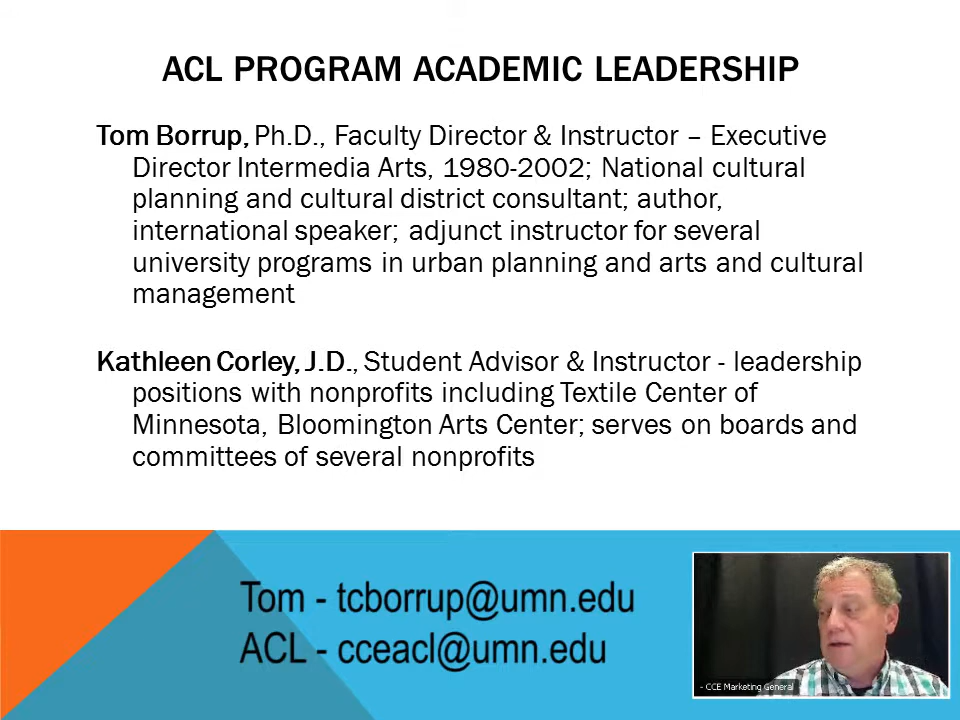 ACL PROGRAM ACADEMIC LEADERSHIP
Tom Borrup, Ph.D., Faculty Director & Instructor – Executive
Director Intermedia Arts, 1980-2002; National cultural
planning and cultural district consultant; author,
international speaker; adjunct instructor for several
university programs in urban planning and arts and cultural
management
Kathleen Corley, J.D., Student Advisor & Instructor - leadership
positions with nonprofits including Textile Center of
Minnesota, Bloomington Arts Center; serves on boards and
committees of several nonprofits
Tom - tcborrup@umn.edu
ACL - cceacl@umn.edu
- CCE Marketing General